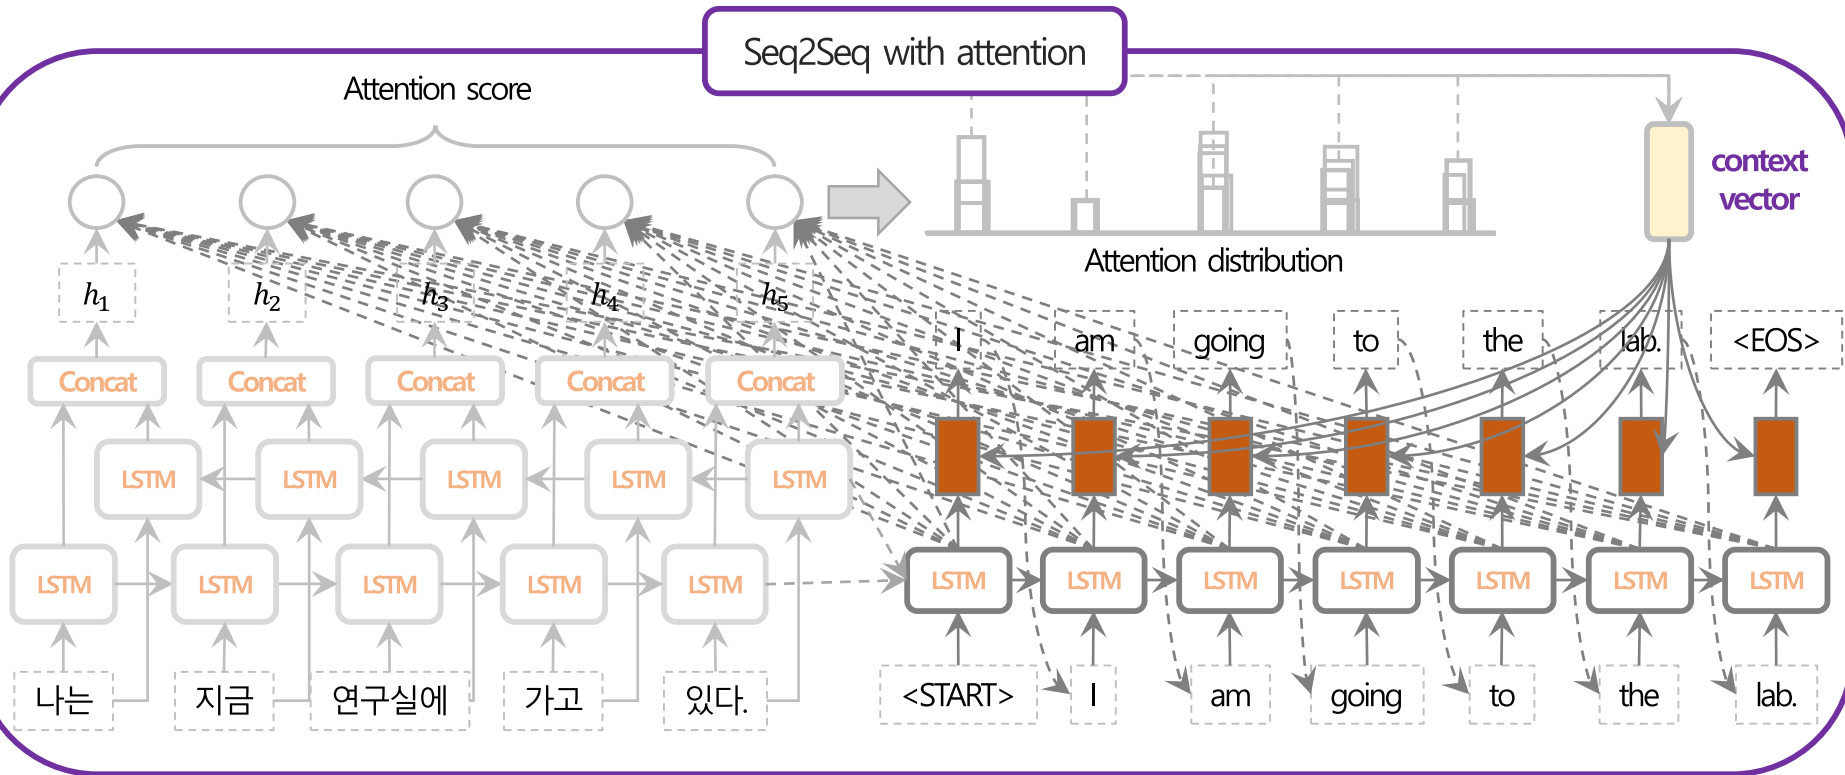 Seq2Seq with attention
Attention score
context
vector
Attention distribution
h₁ h₂ h₃ h₄ h₅
I am going to the lab. <EOS>
Concat Concat Concat Concat Concat
LSTM LSTM LSTM LSTM LSTM
LSTM LSTM LSTM LSTM LSTM LSTM LSTM LSTM LSTM LSTM LSTM LSTM
나는 지금 연구실에 가고 있다. <START> I am going to the lab.